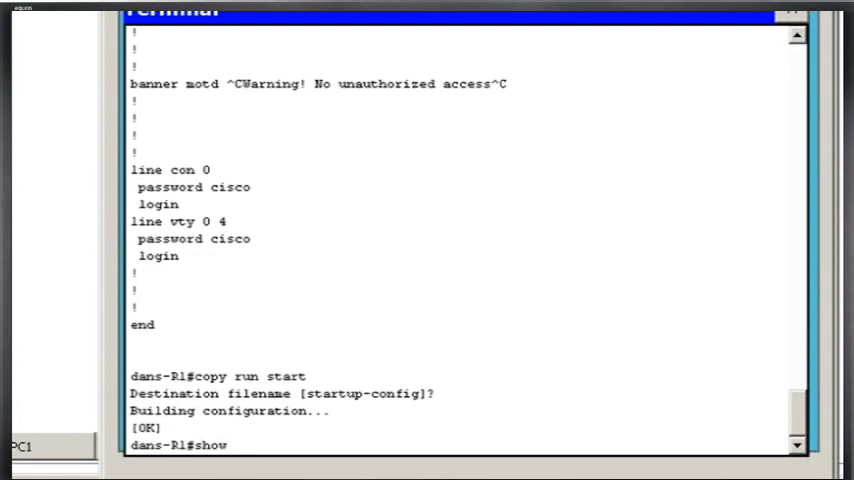 Terminal
!
!
!
banner motd ^CWarning! No unauthorized access^C
!
!
!
!
line con 0
password cisco
login
line vty 0 4
password cisco
login
!
!
!
end
dans-R1#copy run start
Destination filename [startup-config]?
Building configuration...
[OK]
dans-R1#show
PC1